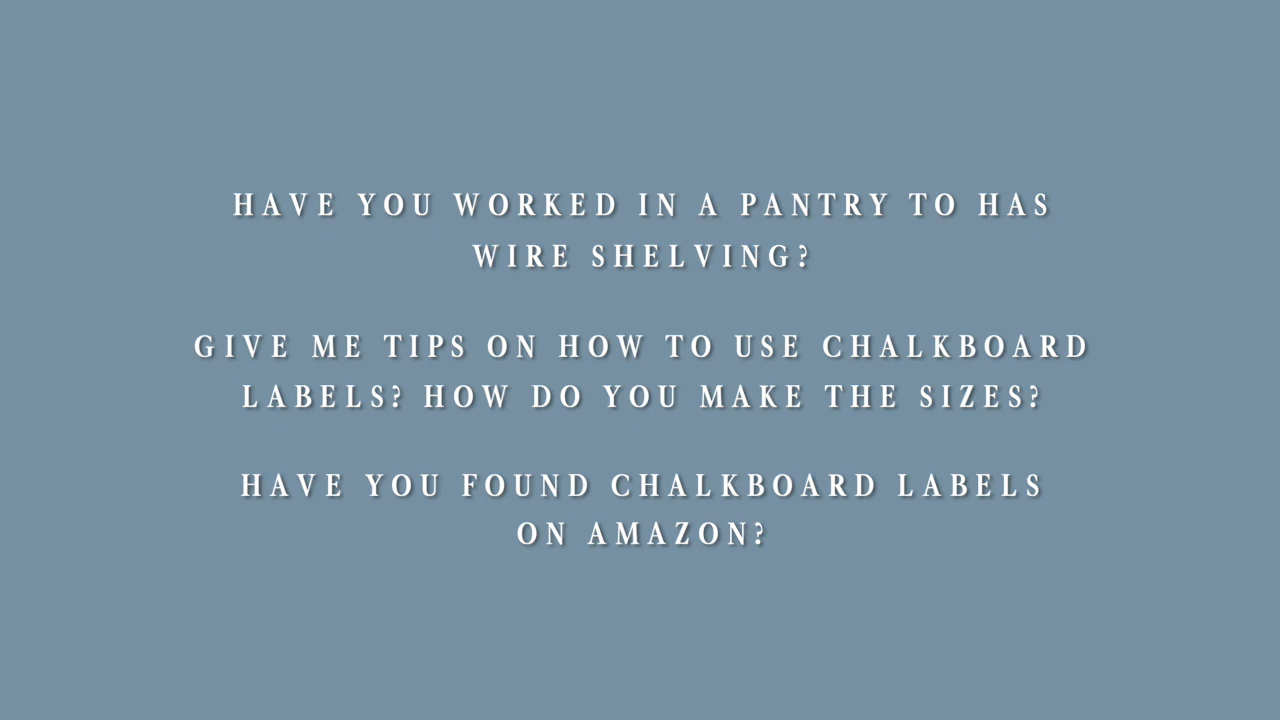 HAVE YOU WORKED IN A PANTRY TO HAS
WIRE SHELVING?
GIVE ME TIPS ON HOW TO USE CHALKBOARD
LABELS? HOW DO YOU MAKE THE SIZES?
HAVE YOU FOUND CHALKBOARD LABELS
ON AMAZON?